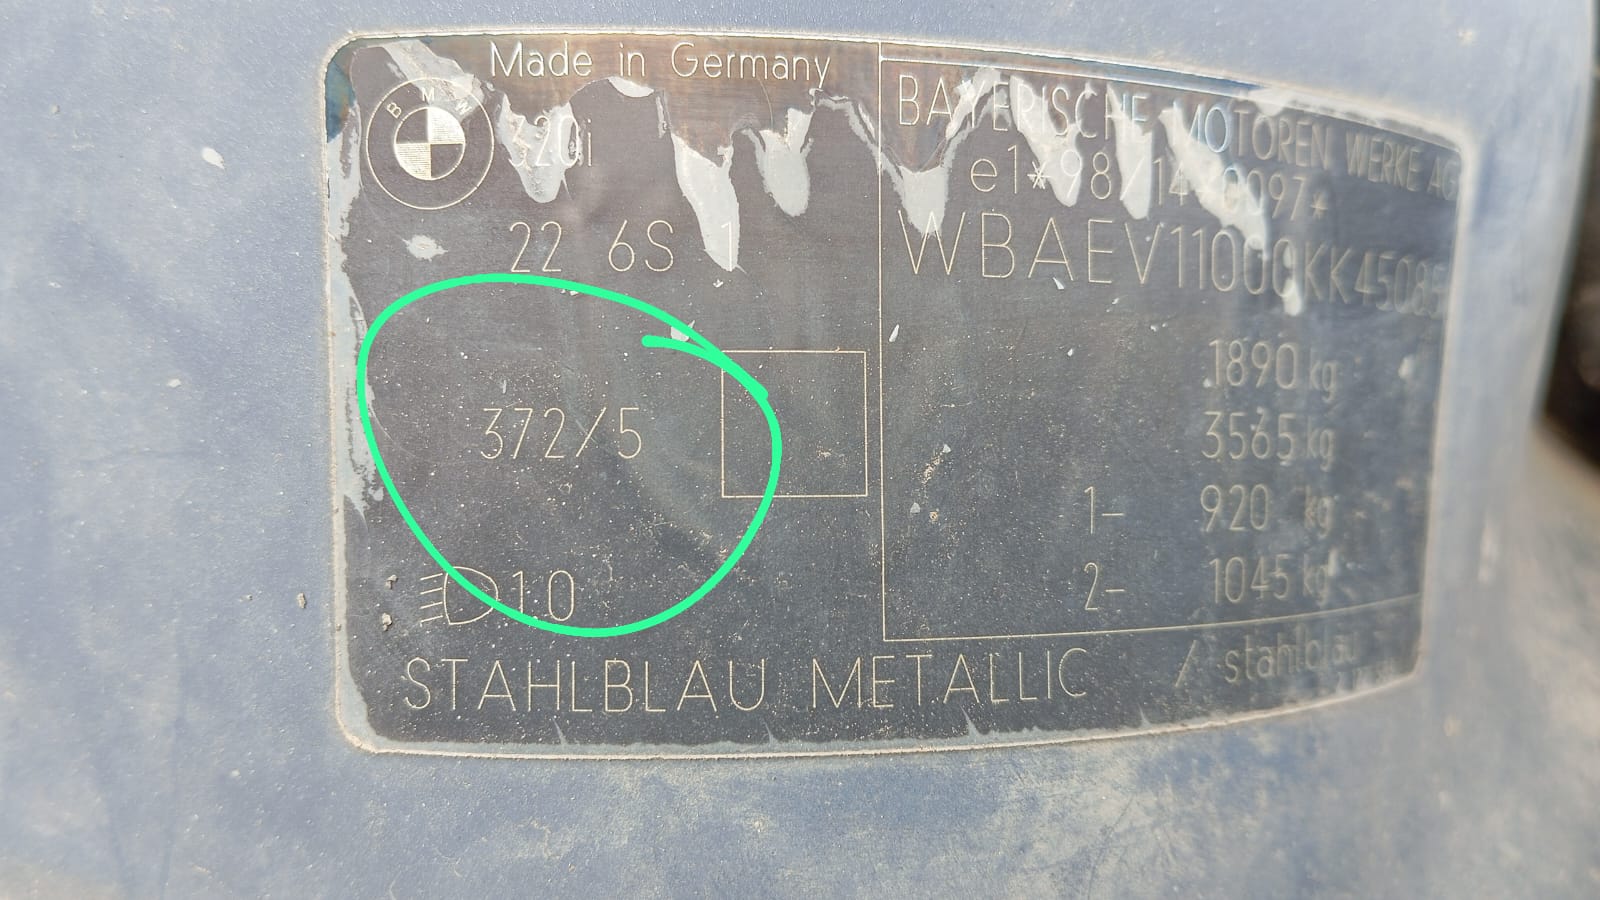 Made in Germany
BMW
320i
22 6S 1
372/5
10
STAHLBLAU METALLIC / stahlblau
BAYERISCHE MOTOREN WERKE AG
WBAEV11000KK45085
1890 kg
3565 kg
1- 920 kg
2- 1045 kg